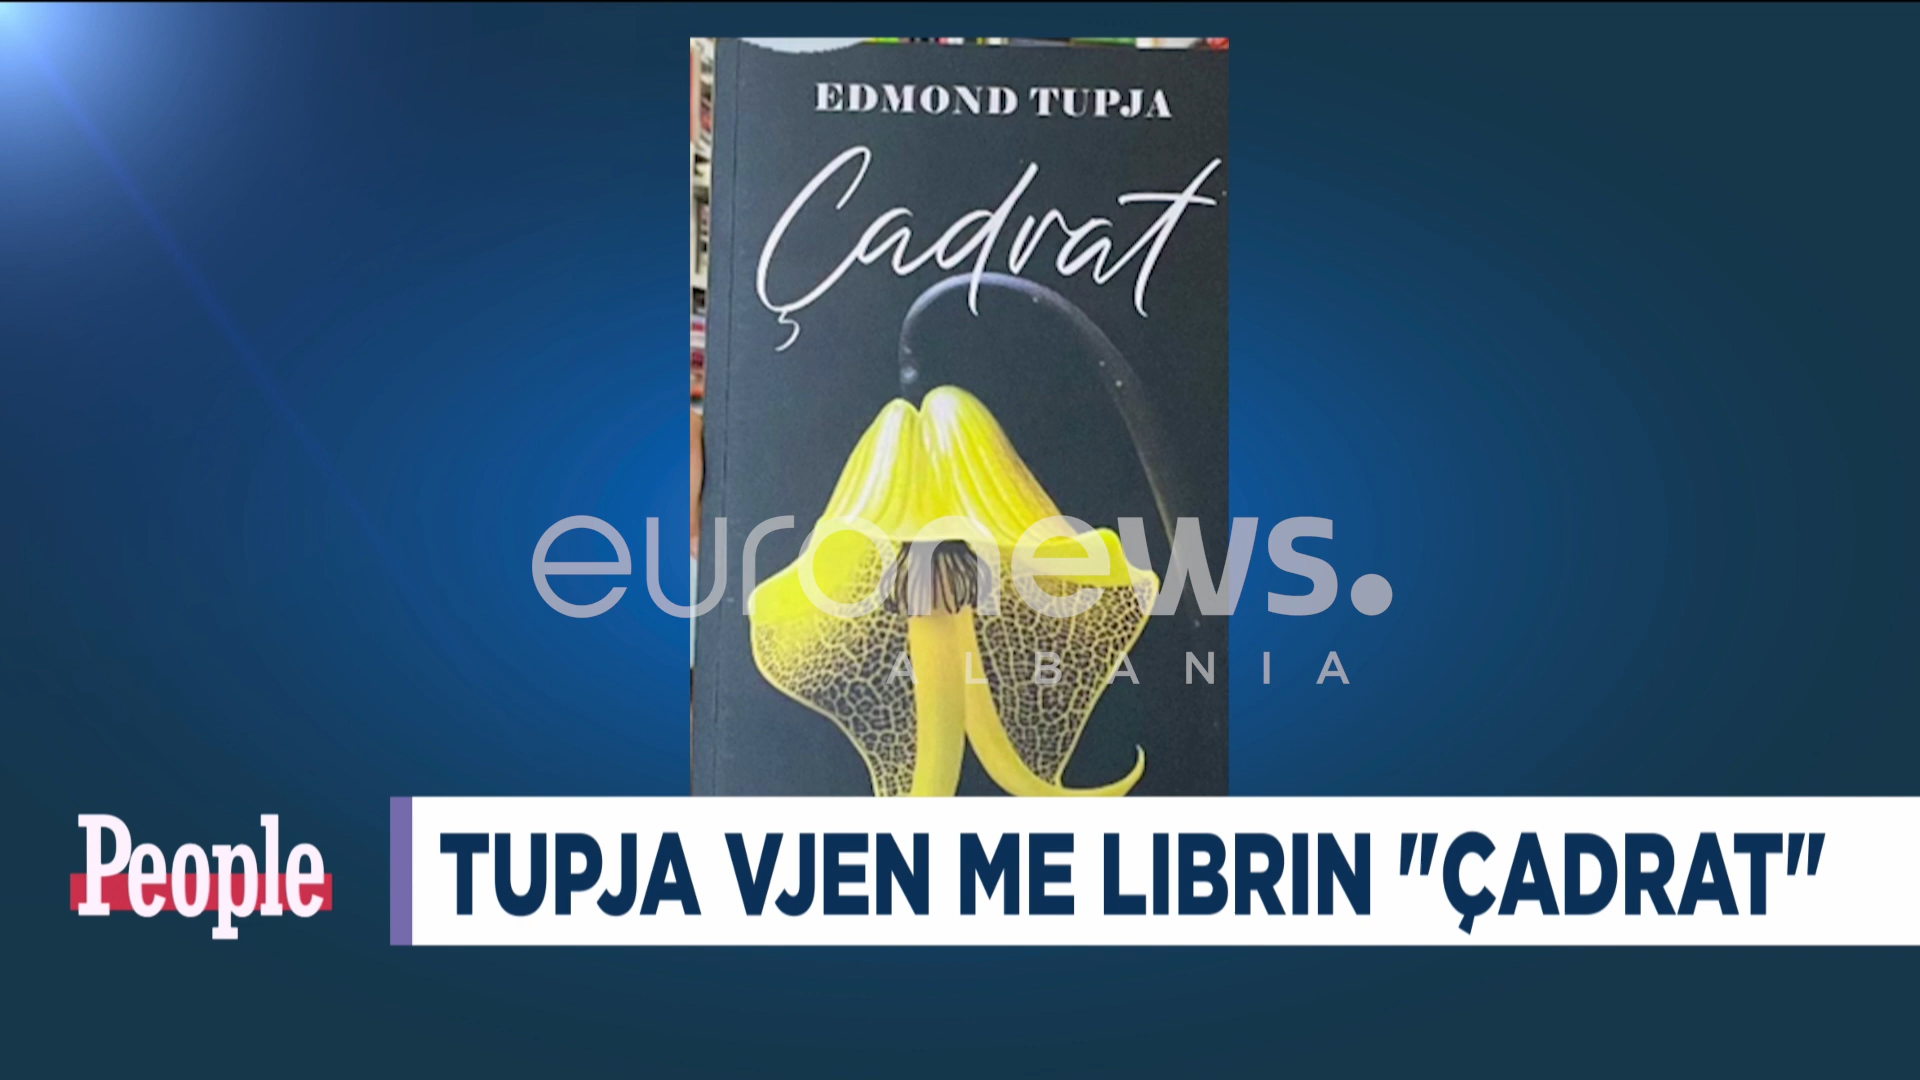 EDMOND TUPJA
Çadrat
euronews.
ALBANIA
People
TUPJA VJEN ME LIBRIN "ÇADRAT"